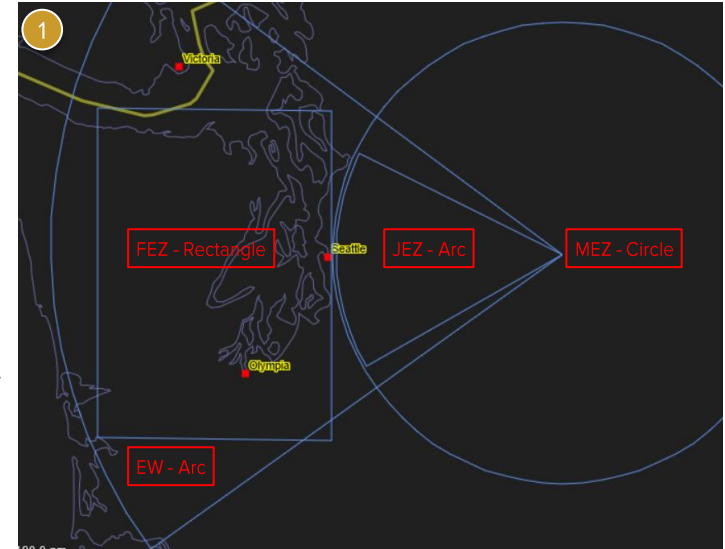 1
Victoria
FEZ - Rectangle
Seattle
JEZ - Arc
MEZ - Circle
Olympia
EW - Arc